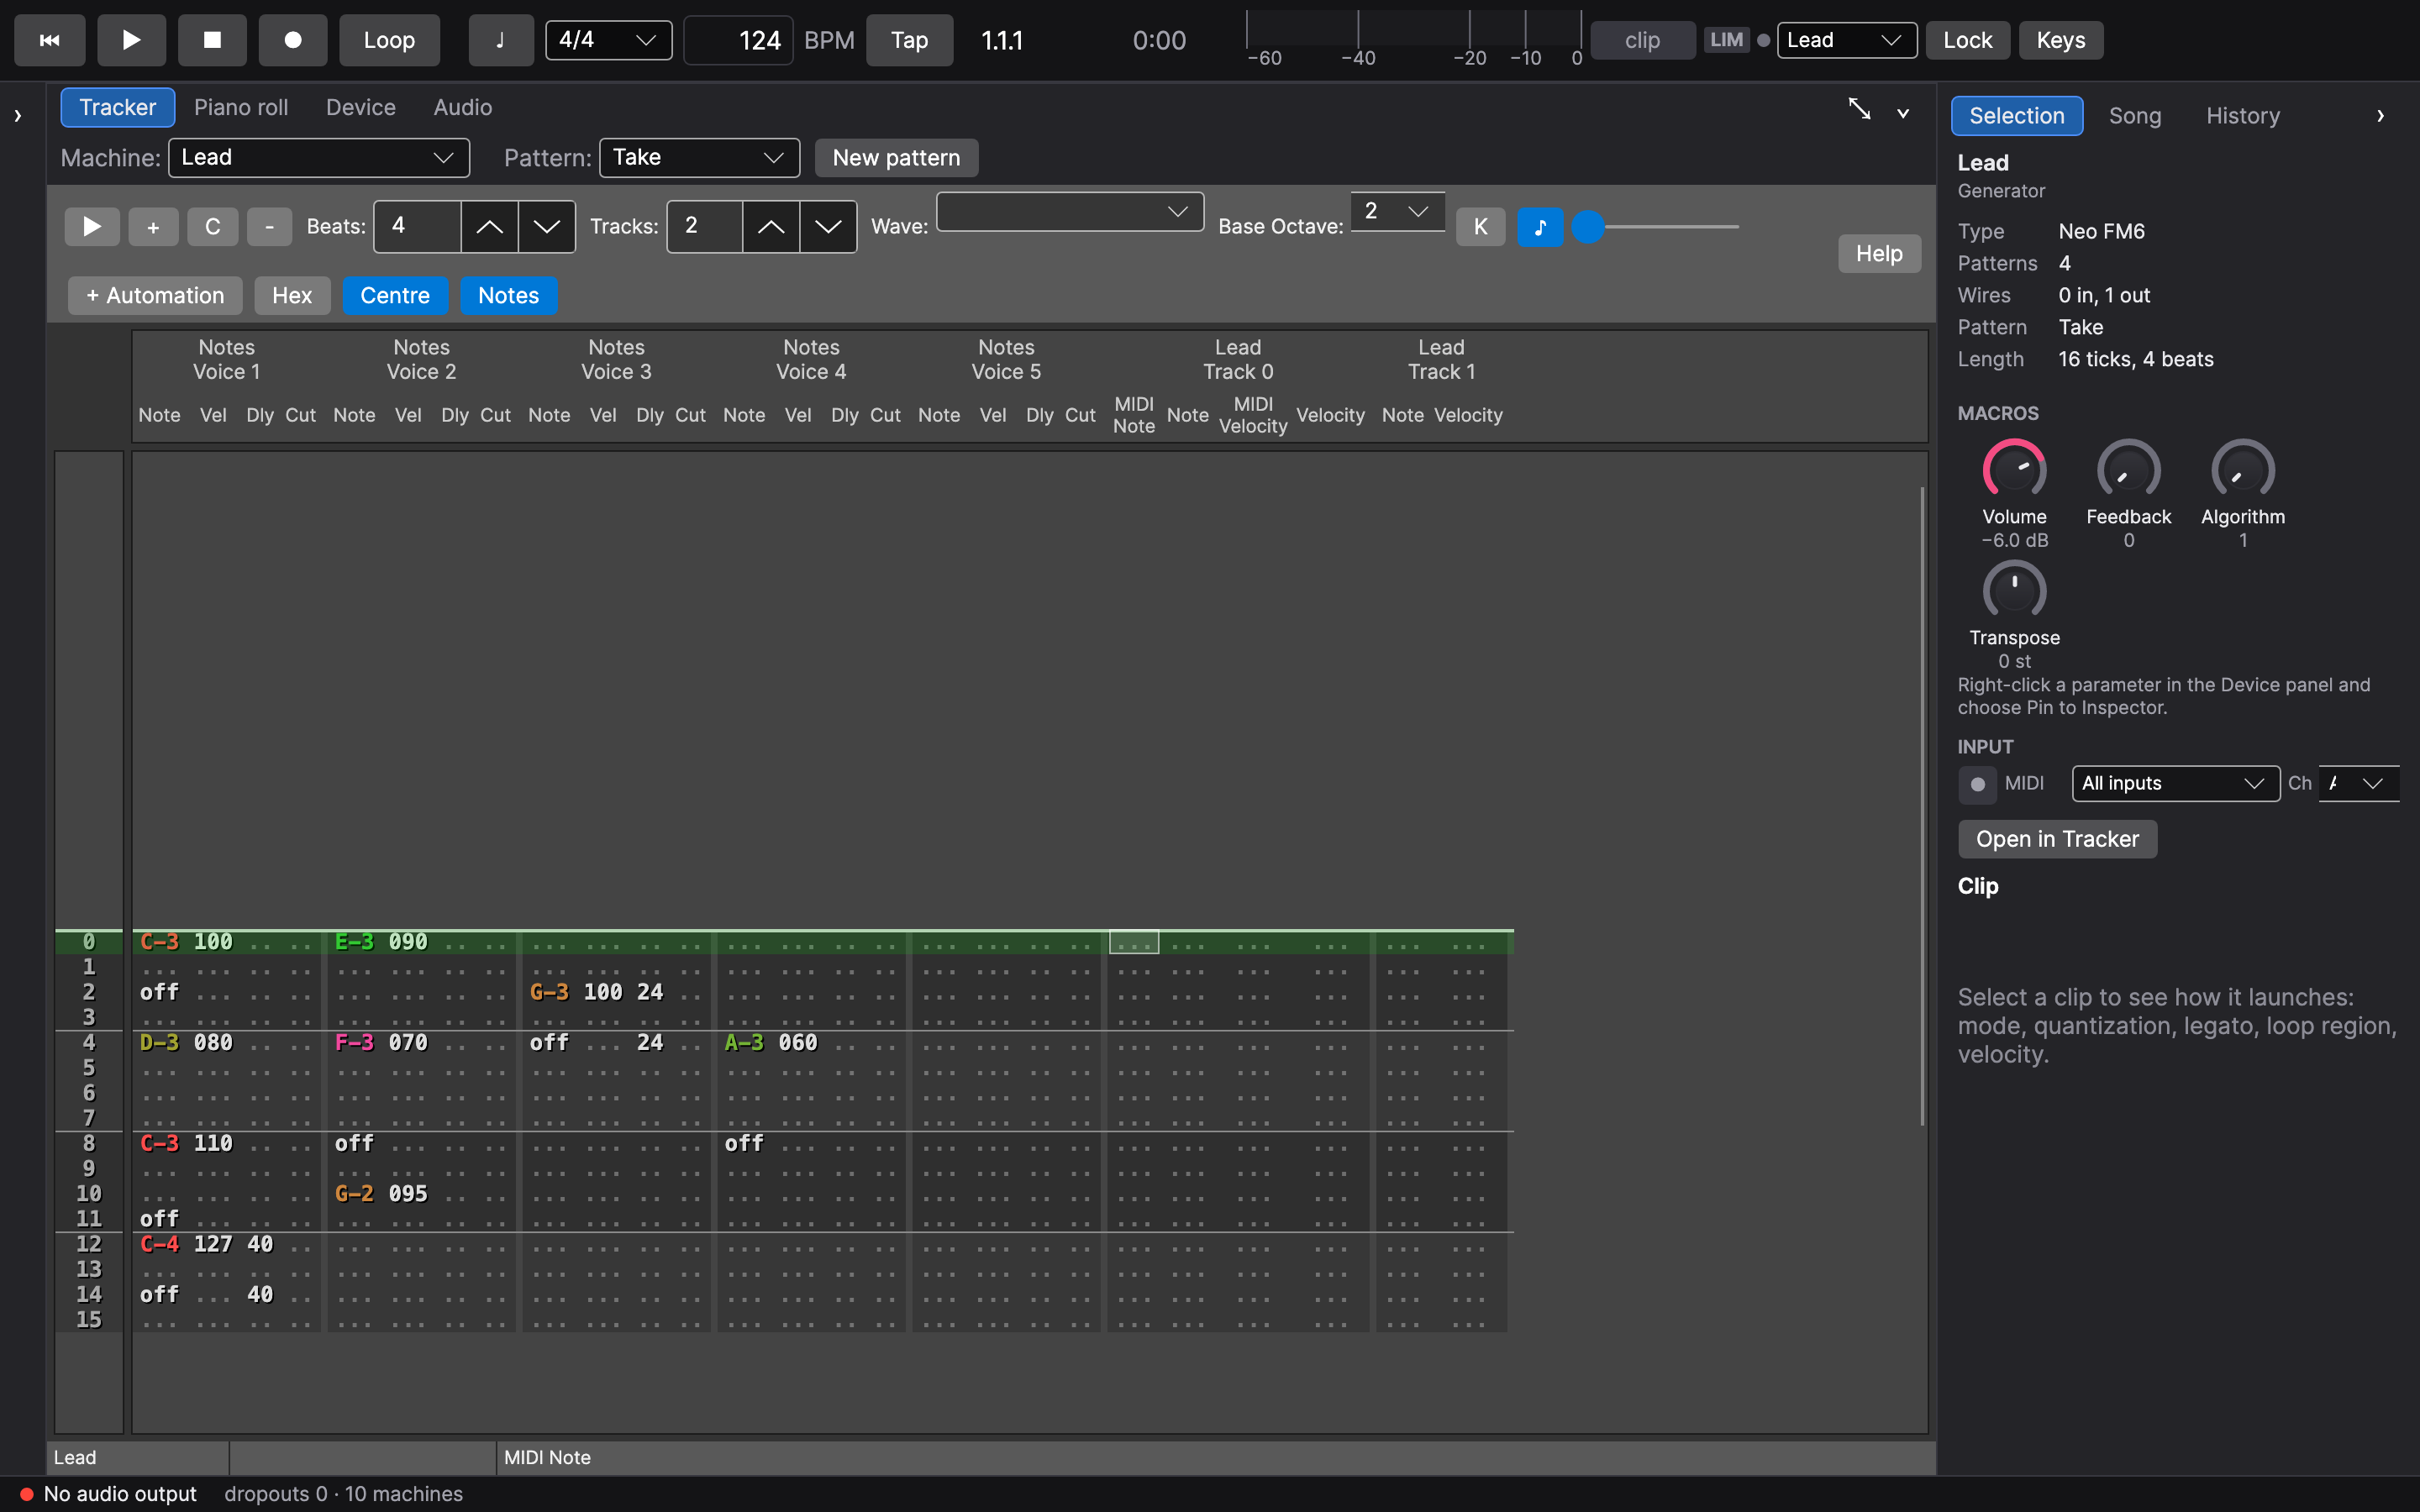 Loop 4/4 124 BPM Tap 1.1.1 0:00 −60 −40 −20 −10 0 clip LIM Lead Lock Keys
Tracker Piano roll Device Audio
Machine: Lead Pattern: Take New pattern
+ C - Beats: 4 Tracks: 2 Wave: Base Octave: 2 K Help
+ Automation Hex Centre Notes
Notes Notes Notes Notes Notes Lead Lead
Voice 1 Voice 2 Voice 3 Voice 4 Voice 5 Track 0 Track 1
Note Vel Dly Cut Note Vel Dly Cut Note Vel Dly Cut Note Vel Dly Cut Note Vel Dly Cut MIDI Note Note MIDI Velocity Velocity Note Velocity
0 C-3 100 .. .. E-3 090 .. .. ... ... .. .. ... ... .. .. ... ... .. .. ... ... ... ... ... ...
1 ... ... .. .. ... ... .. .. ... ... .. .. ... ... .. .. ... ... .. .. ... ... ... ... ... ...
2 off ... .. .. ... ... .. .. G-3 100 24 .. ... ... .. .. ... ... .. .. ... ... ... ... ... ...
3 ... ... .. .. ... ... .. .. ... ... .. .. ... ... .. .. ... ... .. .. ... ... ... ... ... ...
4 D-3 080 .. .. F-3 070 .. .. off ... 24 .. A-3 060 .. .. ... ... .. .. ... ... ... ... ... ...
5 ... ... .. .. ... ... .. .. ... ... .. .. ... ... .. .. ... ... .. .. ... ... ... ... ... ...
6 ... ... .. .. ... ... .. .. ... ... .. .. ... ... .. .. ... ... .. .. ... ... ... ... ... ...
7 ... ... .. .. ... ... .. .. ... ... .. .. ... ... .. .. ... ... .. .. ... ... ... ... ... ...
8 C-3 110 .. .. off ... .. .. ... ... .. .. off ... .. .. ... ... .. .. ... ... ... ... ... ...
9 ... ... .. .. ... ... .. .. ... ... .. .. ... ... .. .. ... ... .. .. ... ... ... ... ... ...
10 ... ... .. .. G-2 095 .. .. ... ... .. .. ... ... .. .. ... ... .. .. ... ... ... ... ... ...
11 off ... .. .. ... ... .. .. ... ... .. .. ... ... .. .. ... ... .. .. ... ... ... ... ... ...
12 C-4 127 40 .. ... ... .. .. ... ... .. .. ... ... .. .. ... ... .. .. ... ... ... ... ... ...
13 ... ... .. .. ... ... .. .. ... ... .. .. ... ... .. .. ... ... .. .. ... ... ... ... ... ...
14 off ... 40 .. ... ... .. .. ... ... .. .. ... ... .. .. ... ... .. .. ... ... ... ... ... ...
15 ... ... .. .. ... ... .. .. ... ... .. .. ... ... .. .. ... ... .. .. ... ... ... ... ... ...
Lead MIDI Note
Selection Song History
Lead
Generator
Type Neo FM6
Patterns 4
Wires 0 in, 1 out
Pattern Take
Length 16 ticks, 4 beats
MACROS
Volume Feedback Algorithm
−6.0 dB 0 1
Transpose
0 st
Right-click a parameter in the Device panel and
choose Pin to Inspector.
INPUT
MIDI All inputs Ch
Open in Tracker
Clip
Select a clip to see how it launches:
mode, quantization, legato, loop region,
velocity.
No audio output dropouts 0 · 10 machines